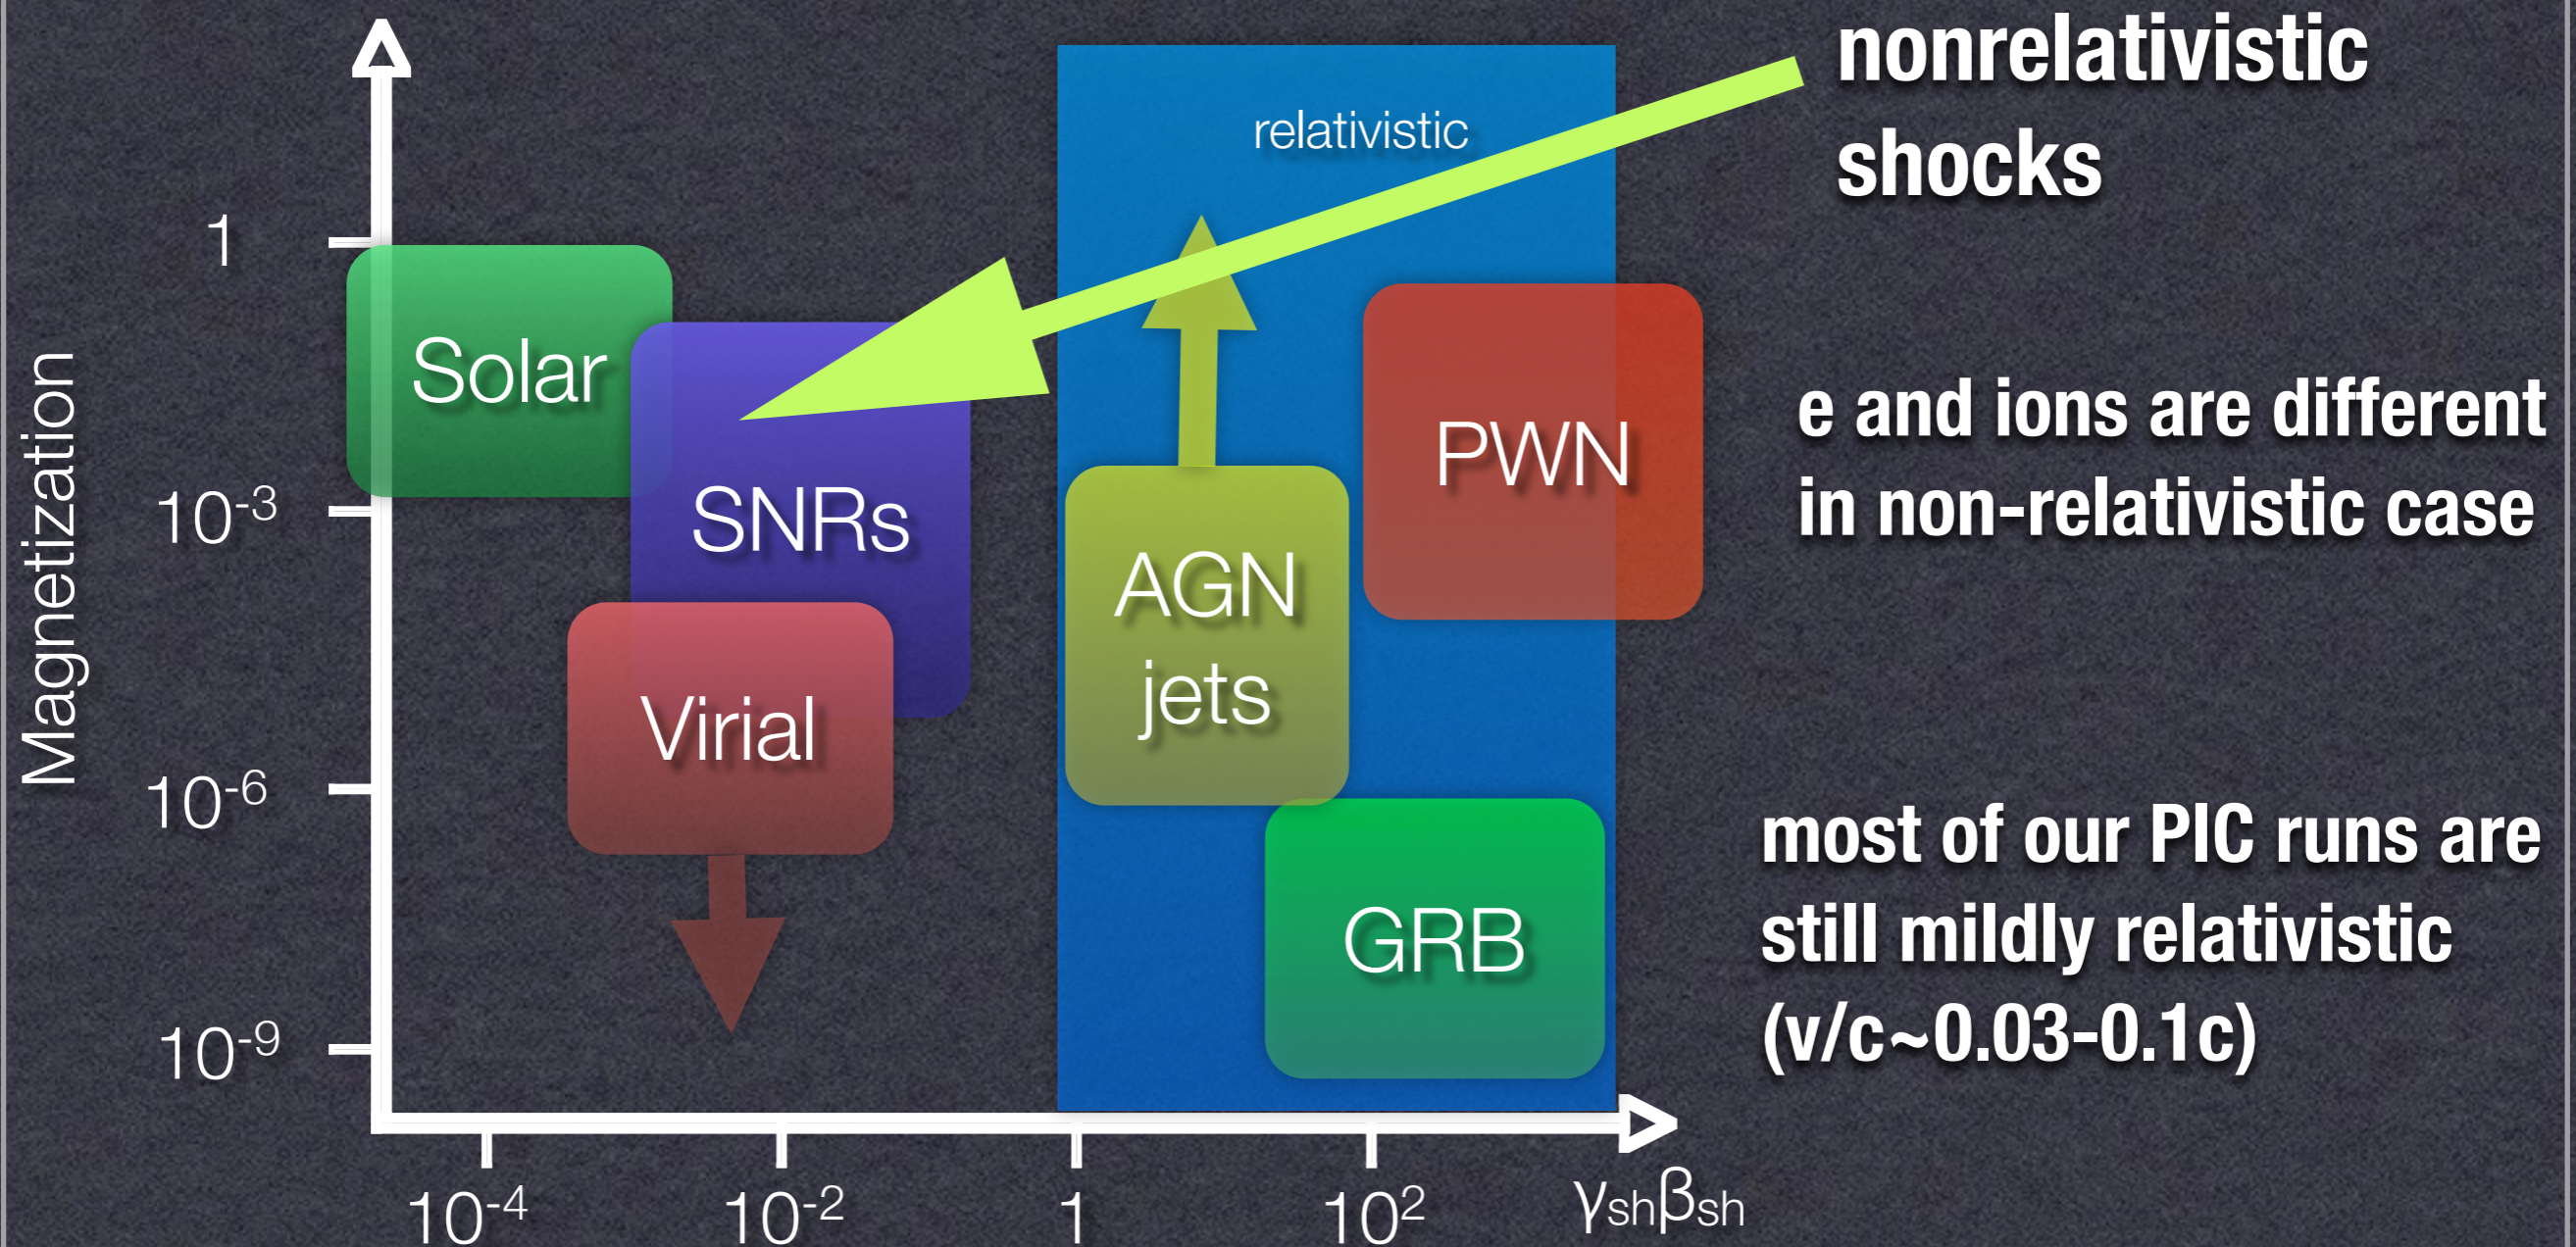 nonrelativistic
shocks
relativistic
Magnetization
1
10⁻³
10⁻⁶
10⁻⁹
Solar
SNRs
Virial
AGN
jets
PWN
GRB
e and ions are different
in non-relativistic case
most of our PIC runs are
still mildly relativistic
(v/c~0.03-0.1c)
10⁻⁴
10⁻²
1
10²
γshβsh